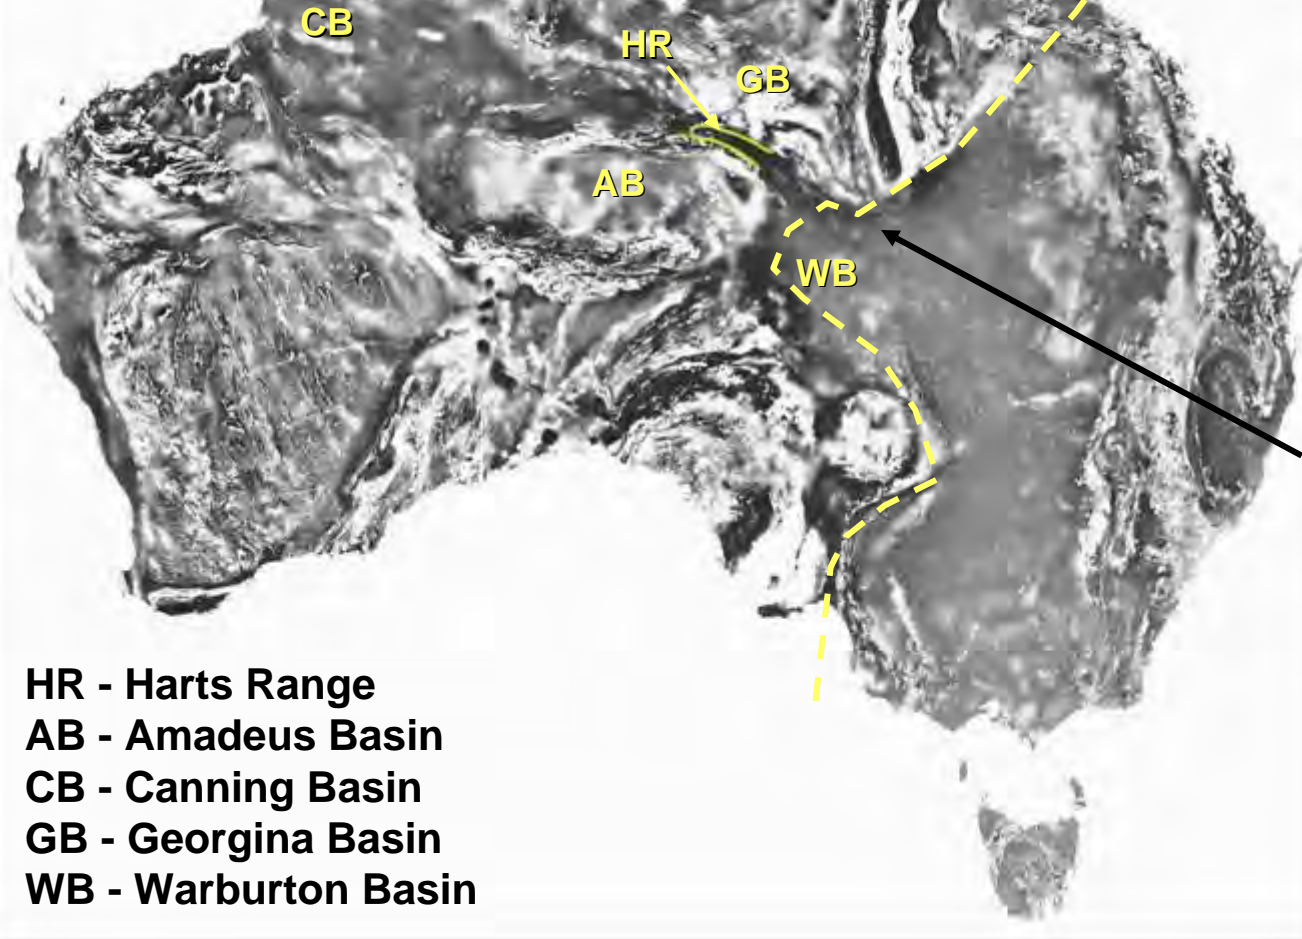 CB
HR
GB
AB
WB
HR - Harts Range
AB - Amadeus Basin
CB - Canning Basin
GB - Georgina Basin
WB - Warburton Basin